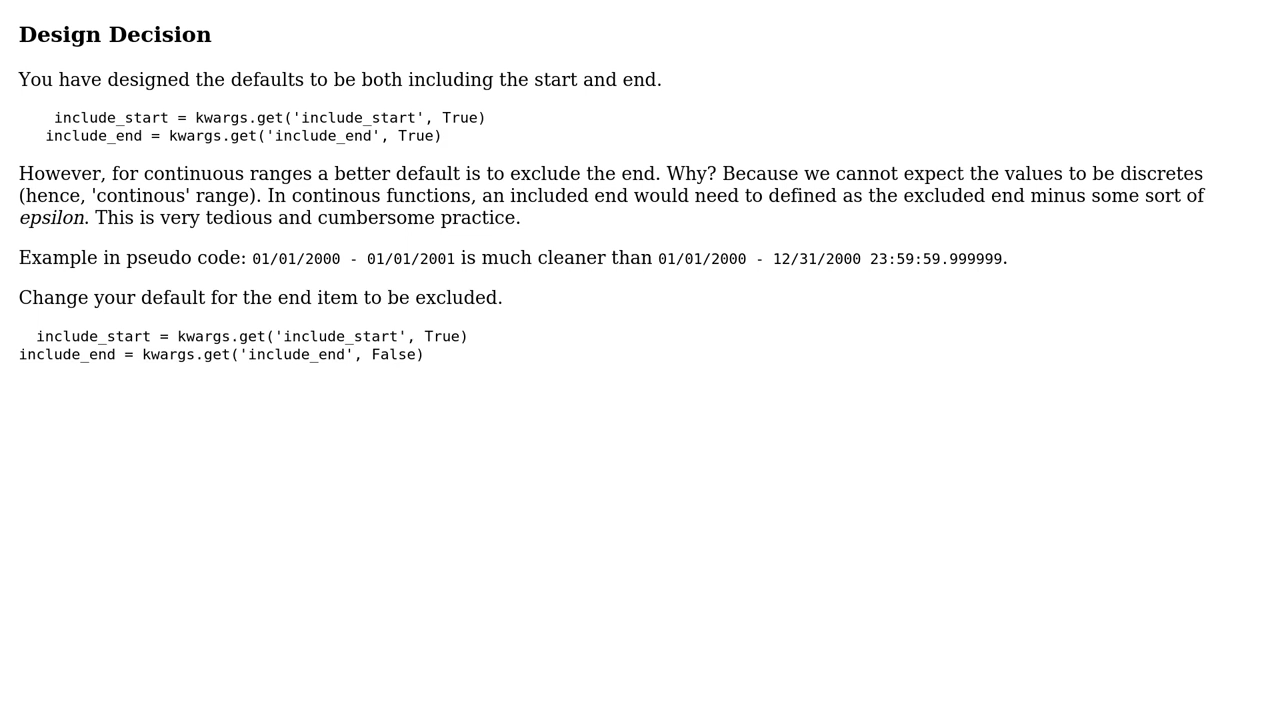 Design Decision
You have designed the defaults to be both including the start and end.
include_start = kwargs.get('include_start', True)
include_end = kwargs.get('include_end', True)
However, for continuous ranges a better default is to exclude the end. Why? Because we cannot expect the values to be discretes
(hence, 'continous' range). In continous functions, an included end would need to defined as the excluded end minus some sort of
epsilon. This is very tedious and cumbersome practice.
Example in pseudo code: 01/01/2000 - 01/01/2001 is much cleaner than 01/01/2000 - 12/31/2000 23:59:59.999999.
Change your default for the end item to be excluded.
include_start = kwargs.get('include_start', True)
include_end = kwargs.get('include_end', False)